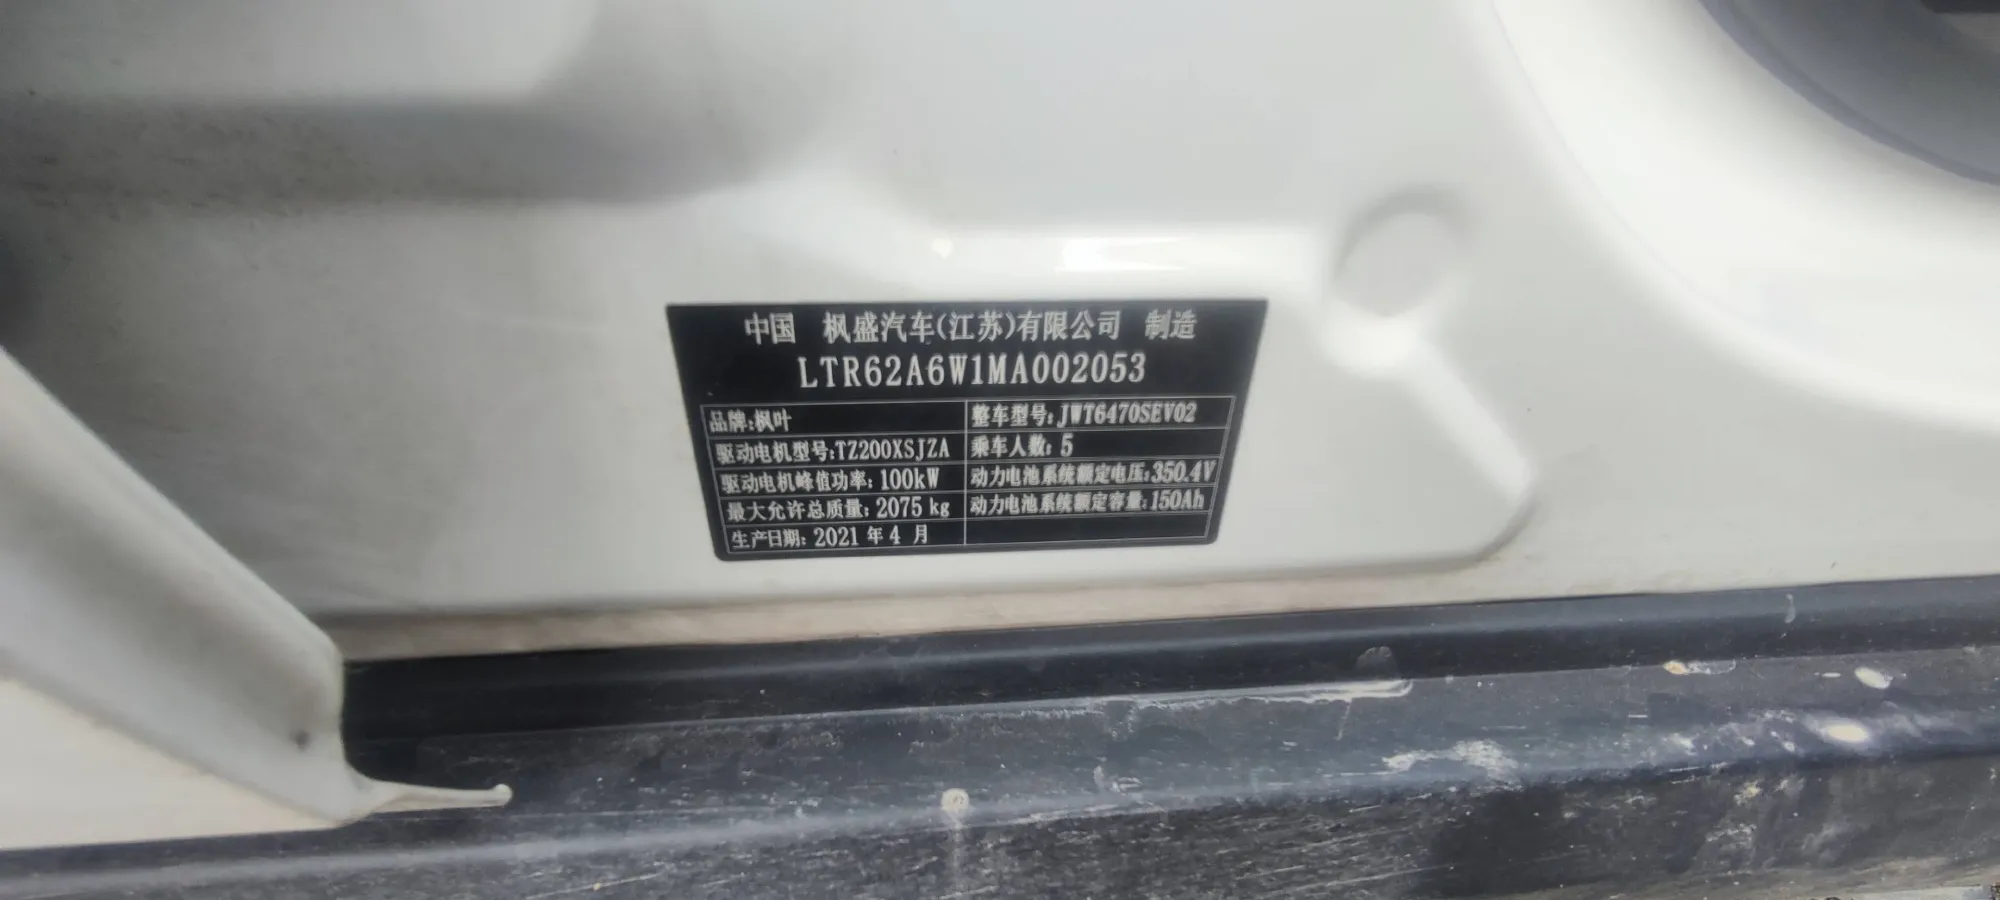 中国 枫盛汽车(江苏)有限公司 制造
LTR62A6W1MA002053
品牌:枫叶 整车型号:JWT6470SEV02
驱动电机型号:TZ200XSJZA 乘车人数:5
驱动电机峰值功率:100kW 动力电池系统额定电压:350.4V
最大允许总质量:2075 kg 动力电池系统额定容量:150Ah
生产日期:2021 年 4 月